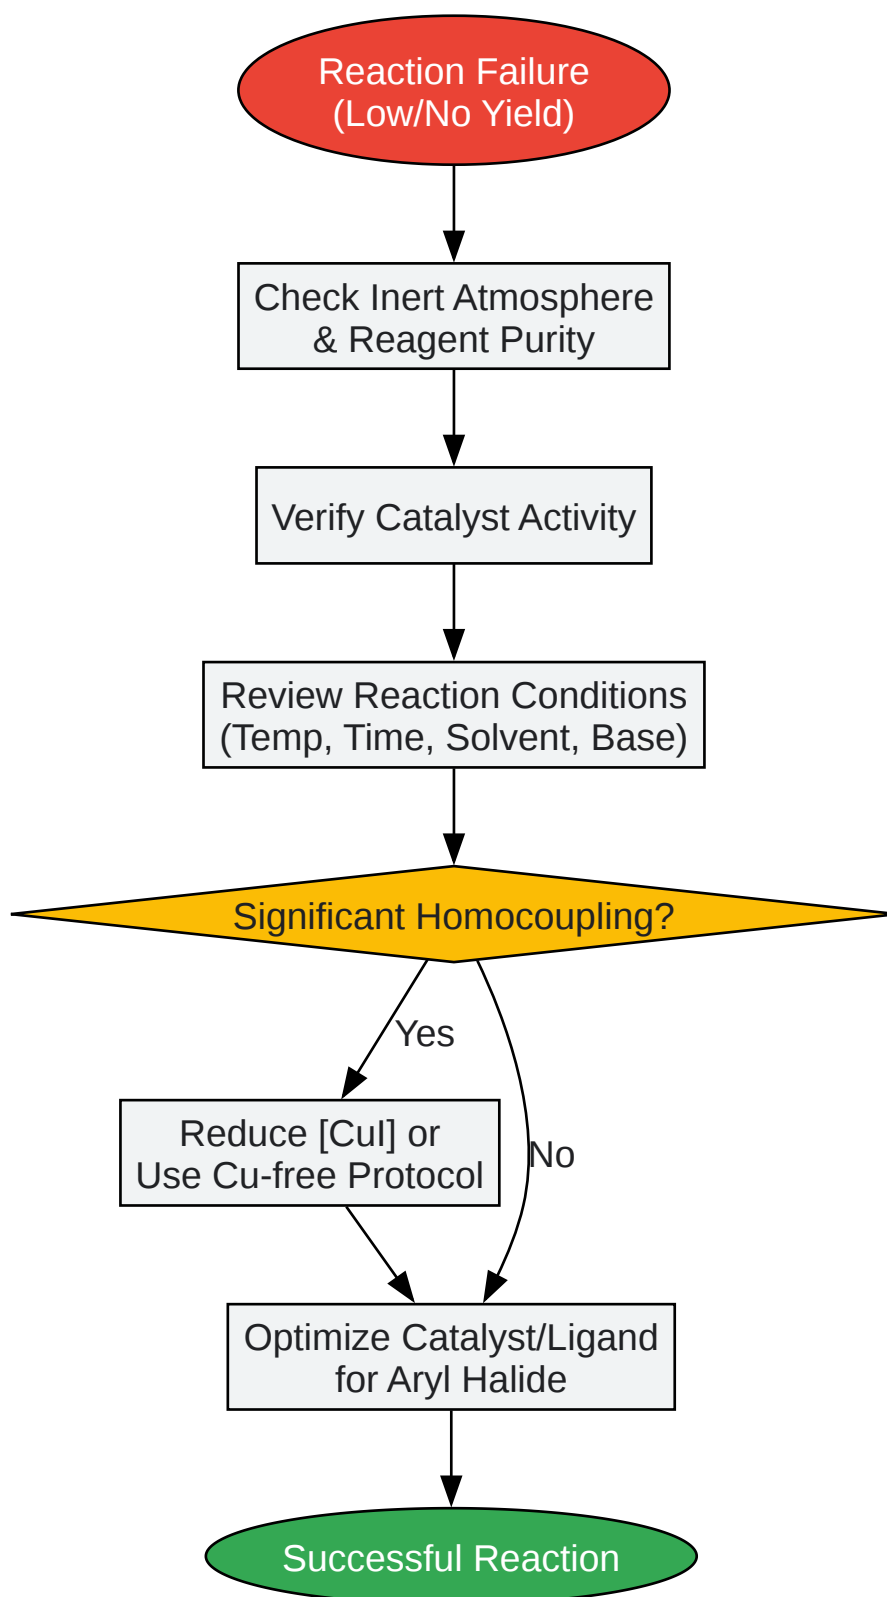 Reaction Failure
(Low/No Yield)
Check Inert Atmosphere
& Reagent Purity
Verify Catalyst Activity
Review Reaction Conditions
(Temp, Time, Solvent, Base)
Significant Homocoupling?
Yes
Reduce [CuI] or
Use Cu-free Protocol
No
Optimize Catalyst/Ligand
for Aryl Halide
Successful Reaction